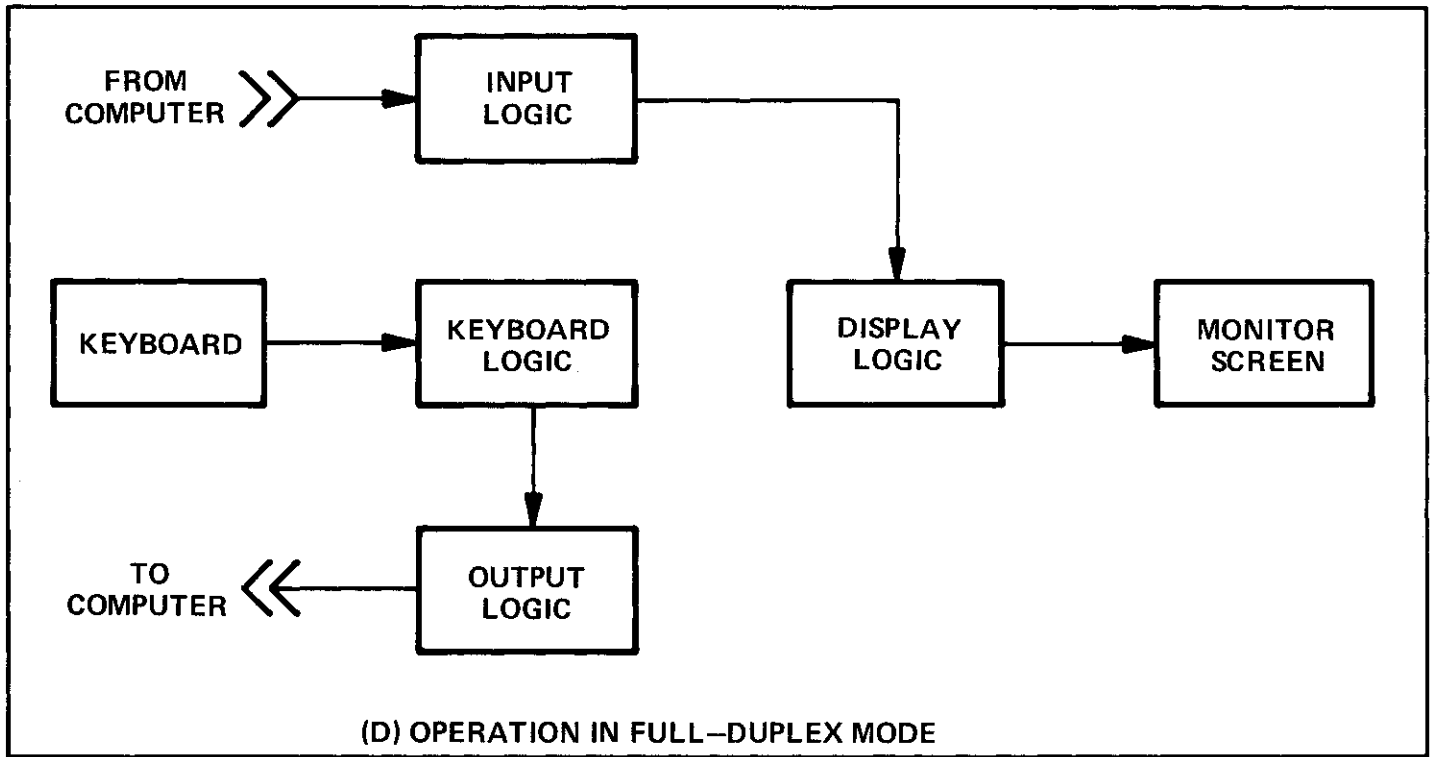 FROM
COMPUTER
INPUT
LOGIC
KEYBOARD
KEYBOARD
LOGIC
DISPLAY
LOGIC
MONITOR
SCREEN
TO
COMPUTER
OUTPUT
LOGIC
(D) OPERATION IN FULL–DUPLEX MODE